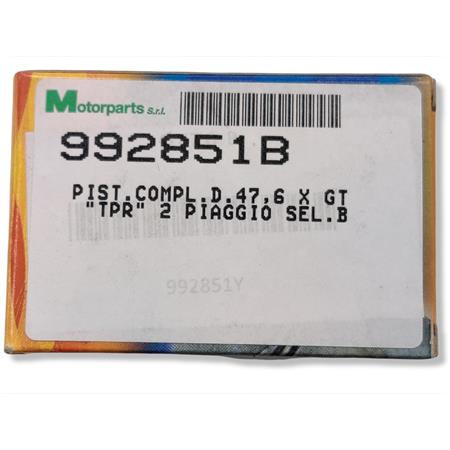 Motorparts S.r.l.
992851B
PIST.COMPL.D.47,6 X GT
"TPR" 2 PIAGGIO SEL.B
992851Y